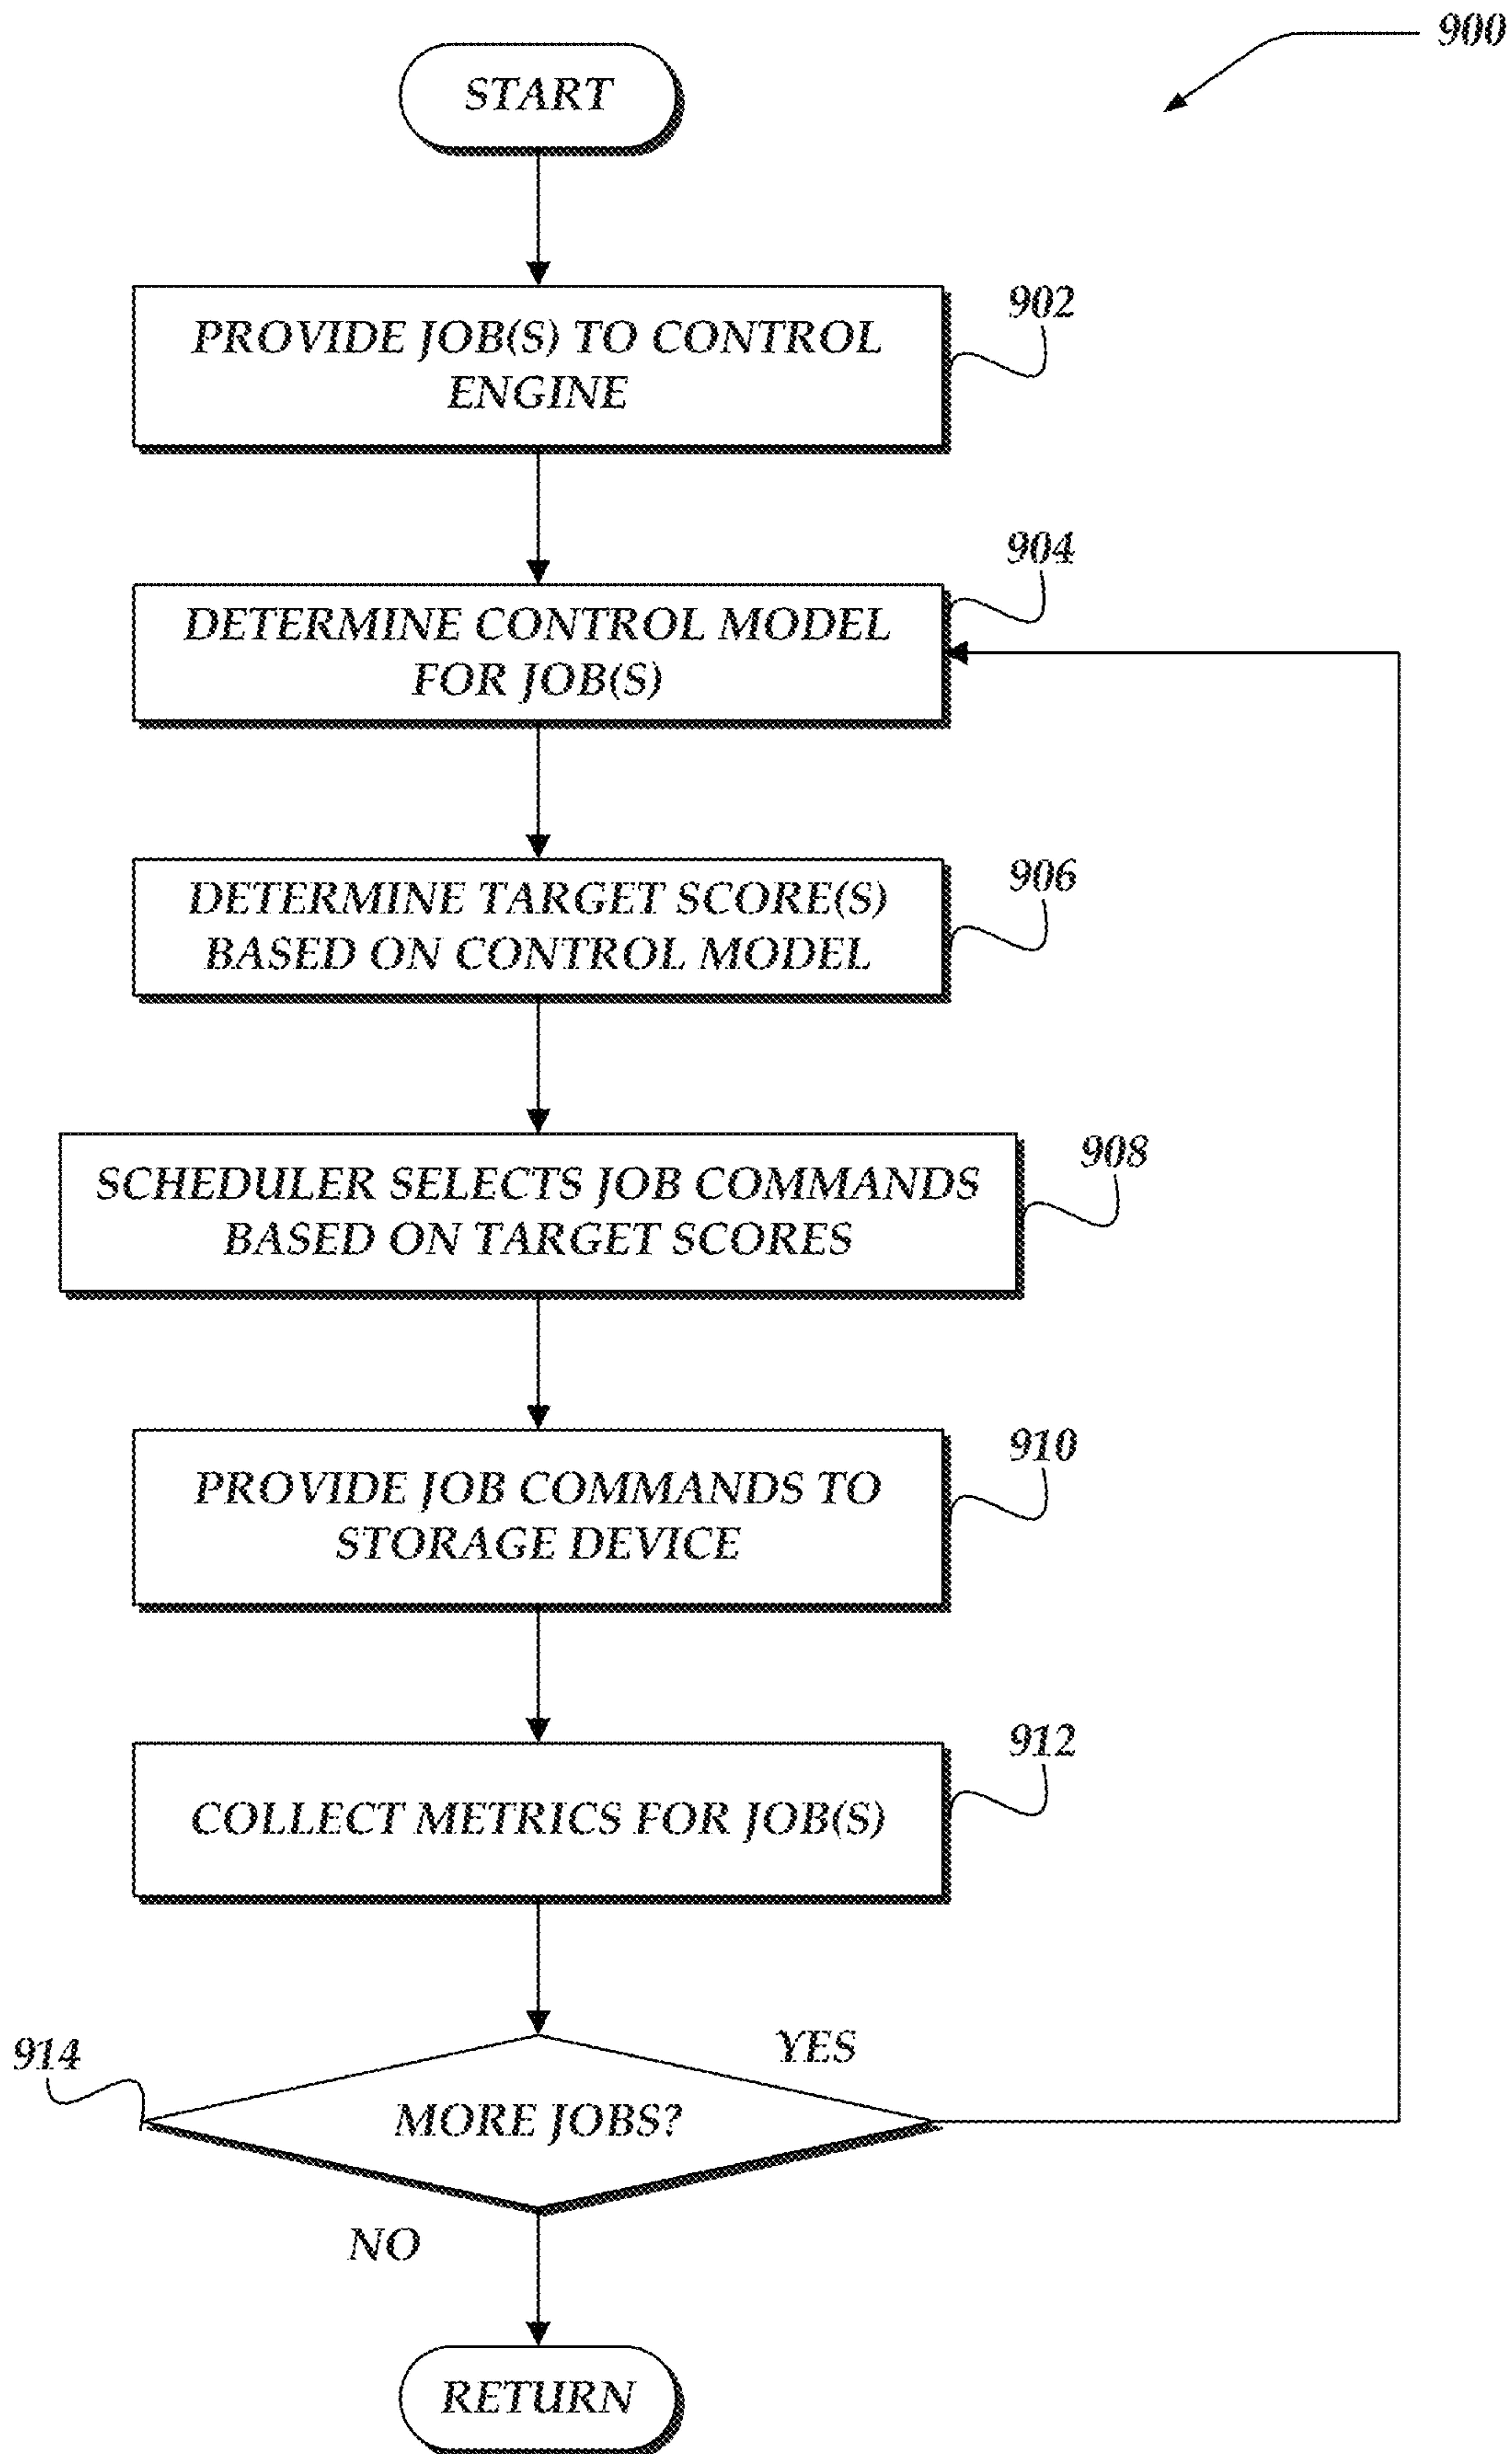 900
START
PROVIDE JOB(S) TO CONTROL
ENGINE
902
DETERMINE CONTROL MODEL
FOR JOB(S)
904
DETERMINE TARGET SCORE(S)
BASED ON CONTROL MODEL
906
SCHEDULER SELECTS JOB COMMANDS
BASED ON TARGET SCORES
908
PROVIDE JOB COMMANDS TO
STORAGE DEVICE
910
COLLECT METRICS FOR JOB(S)
912
914
MORE JOBS?
YES
NO
RETURN